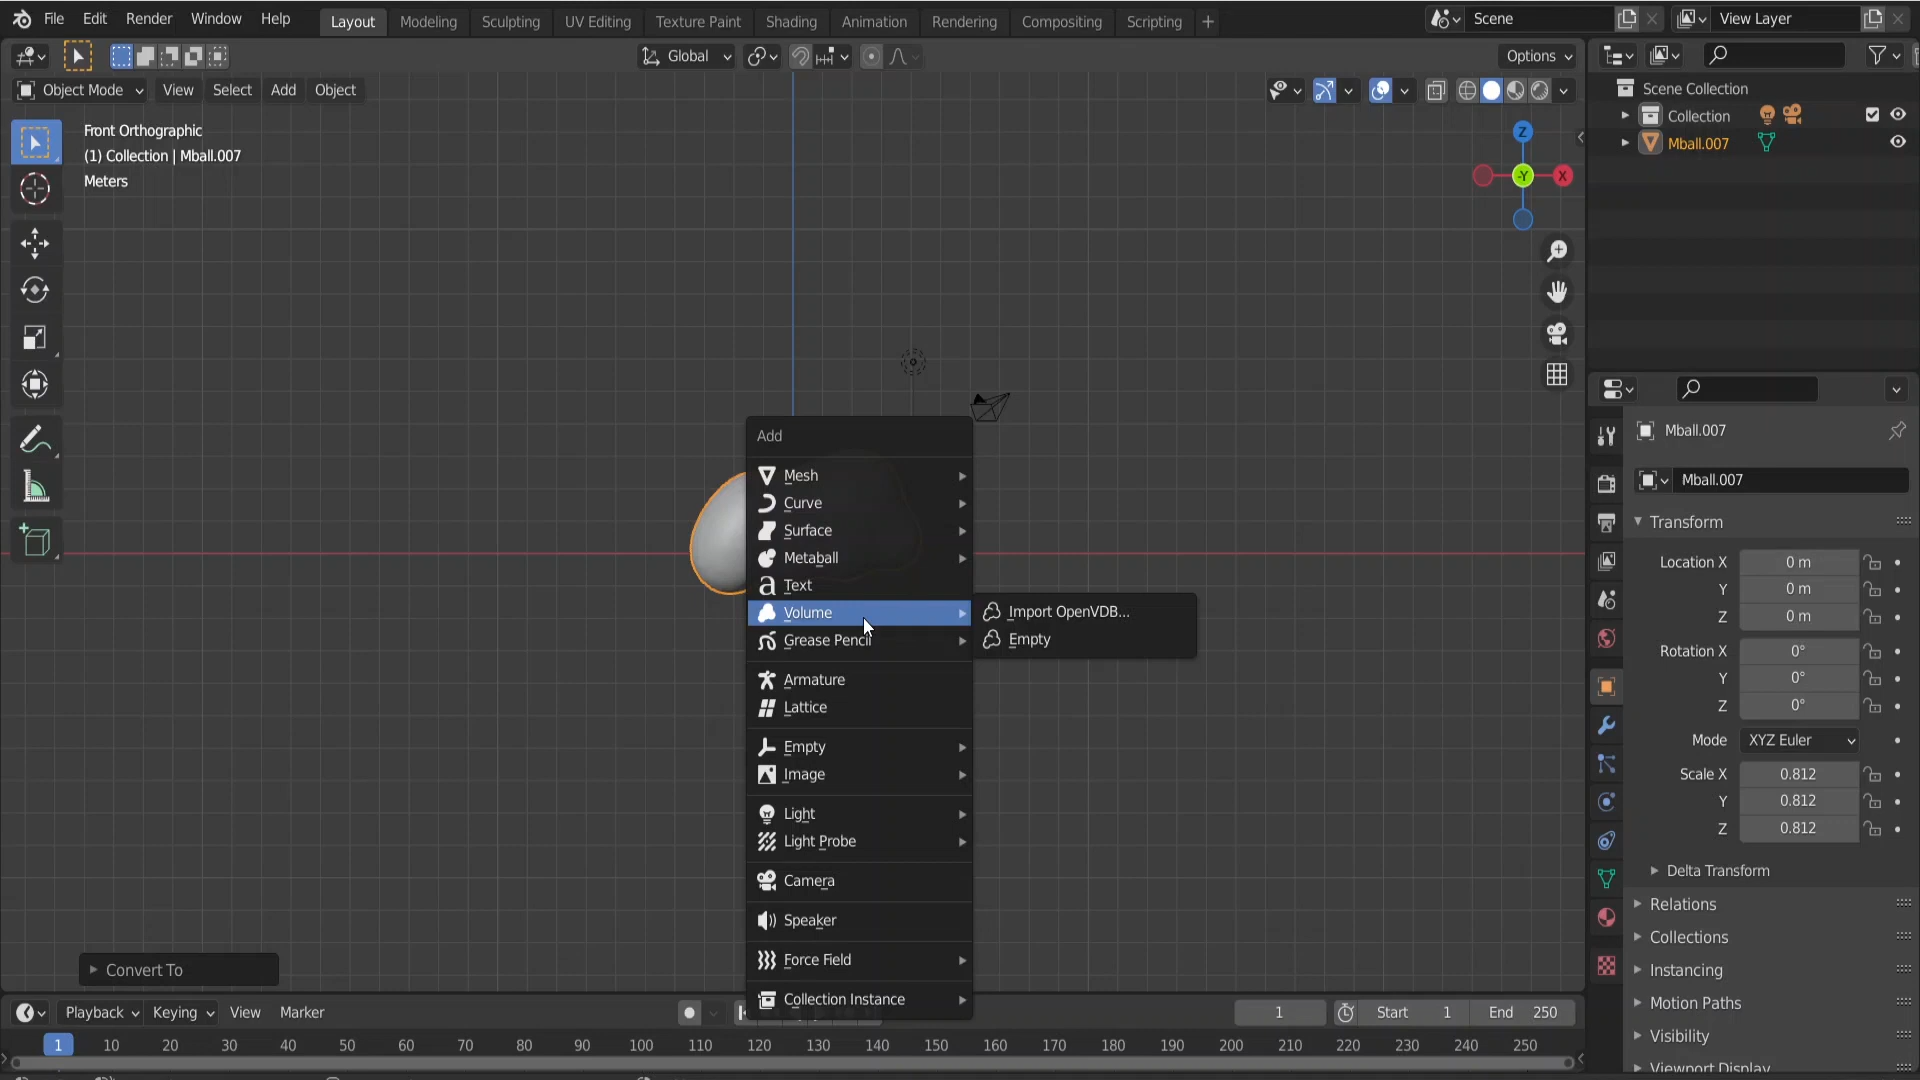 File Edit Render Window Help Layout Modeling Sculpting UV Editing Texture Paint Shading Animation Rendering Compositing Scripting + Scene View Layer
Global Options
Object Mode View Select Add Object
Front Orthographic
(1) Collection | Mball.007
Meters
Z
-Y X
Scene Collection
Collection
Mball.007
Add
Mesh
Curve
Surface
Metaball
Text
Volume
Import OpenVDB...
Empty
Grease Pencil
Armature
Lattice
Empty
Image
Light
Light Probe
Camera
Speaker
Force Field
Collection Instance
Mball.007
Mball.007
Transform
Location X 0 m
Y 0 m
Z 0 m
Rotation X 0°
Y 0°
Z 0°
Mode XYZ Euler
Scale X 0.812
Y 0.812
Z 0.812
Delta Transform
Relations
Collections
Instancing
Motion Paths
Visibility
Viewport Display
Convert To
Playback Keying View Marker 1 Start 1 End 250
1 10 20 30 40 50 60 70 80 90 100 110 120 130 140 150 160 170 180 190 200 210 220 230 240 250